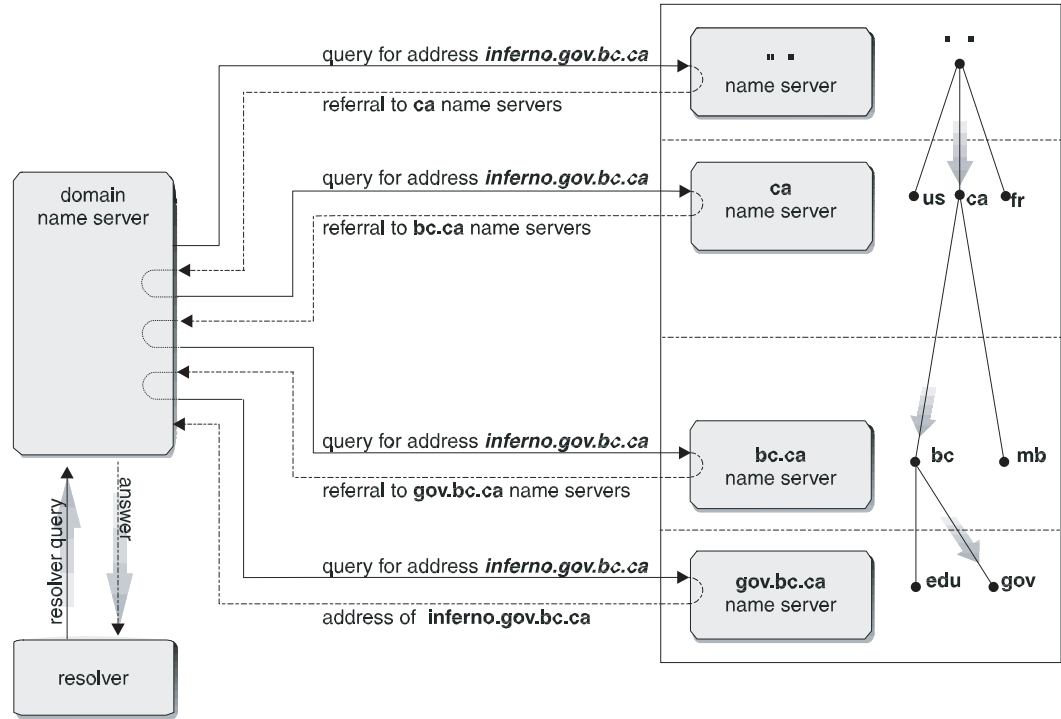 query for address inferno.gov.bc.ca
referral to ca name servers
" "
name server
. .
domain
name server
query for address inferno.gov.bc.ca
referral to bc.ca name servers
ca
name server
us
ca
fr
query for address inferno.gov.bc.ca
referral to gov.bc.ca name servers
bc.ca
name server
bc
mb
resolver query
answer
query for address inferno.gov.bc.ca
address of inferno.gov.bc.ca
gov.bc.ca
name server
edu
gov
resolver